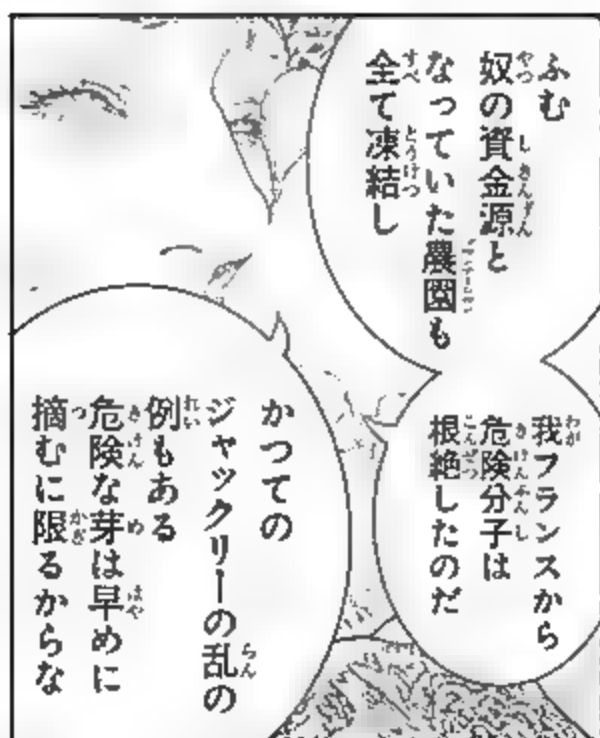 ふむ
奴の資金源と
なっていた農園も
全て凍結し
我フランスから
危険分子は
根絶したのだ
かつての
ジャックリーの乱の
例もある
危険な芽は早めに
摘むに限るからな